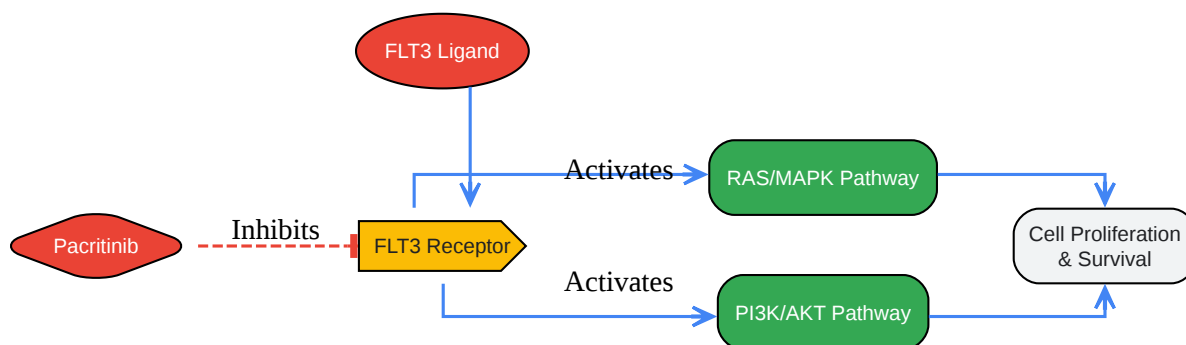 FLT3 Ligand
Activates
RAS/MAPK Pathway
Pacritinib
Inhibits
FLT3 Receptor
Cell Proliferation
& Survival
Activates
PI3K/AKT Pathway